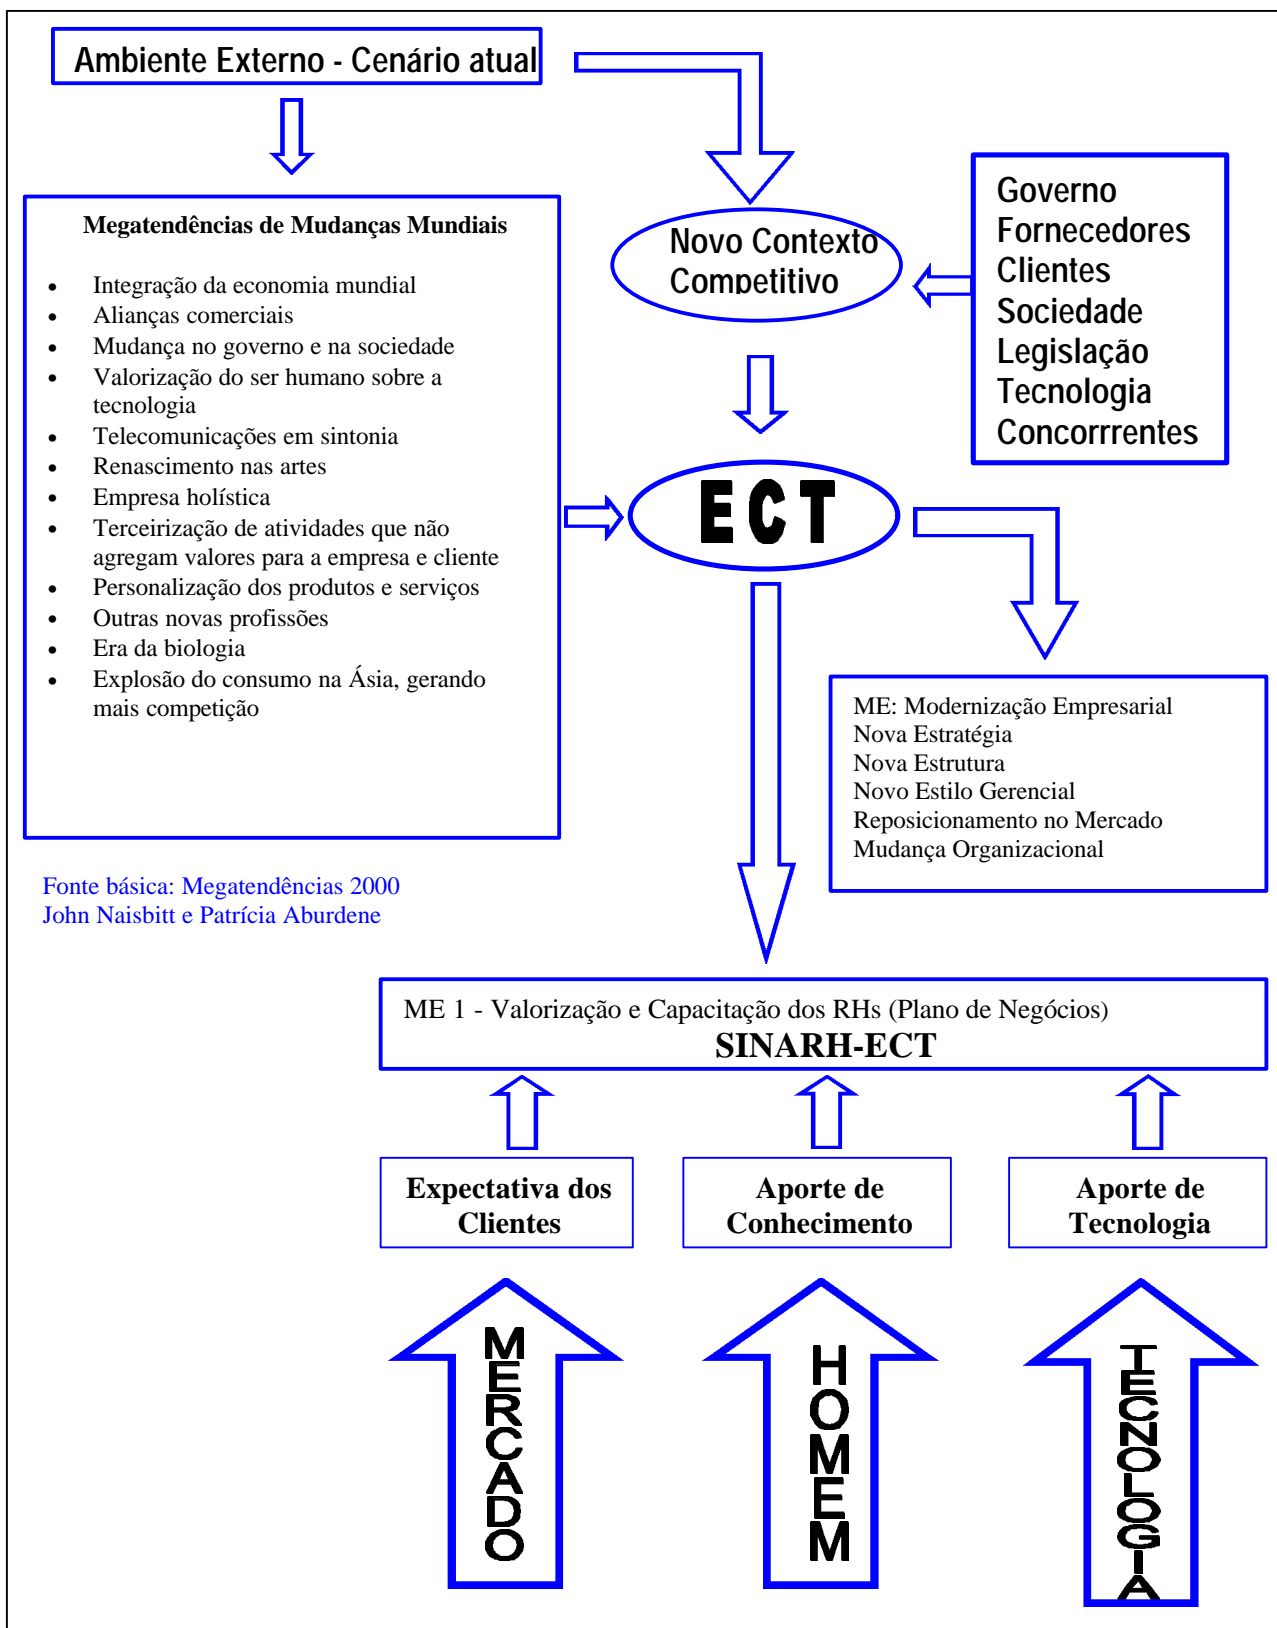 Ambiente Externo - Cenário atual
Megatendências de Mudanças Mundiais
• Integração da economia mundial
• Alianças comerciais
• Mudança no governo e na sociedade
• Valorização do ser humano sobre a
tecnologia
• Telecomunicações em sintonia
• Renascimento nas artes
• Empresa holística
• Terceirização de atividades que não
agregam valores para a empresa e cliente
• Personalização dos produtos e serviços
• Outras novas profissões
• Era da biologia
• Explosão do consumo na Ásia, gerando
mais competição
Novo Contexto
Competitivo
Governo
Fornecedores
Clientes
Sociedade
Legislação
Tecnologia
Concorrrentes
ECT
ME: Modernização Empresarial
Nova Estratégia
Nova Estrutura
Novo Estilo Gerencial
Reposicionamento no Mercado
Mudança Organizacional
Fonte básica: Megatendências 2000
John Naisbitt e Patrícia Aburdene
ME 1 - Valorização e Capacitação dos RHs (Plano de Negócios)
SINARH-ECT
Expectativa dos
Clientes
Aporte de
Conhecimento
Aporte de
Tecnologia
MERCADO
HOMEM
TECNOLOGIA